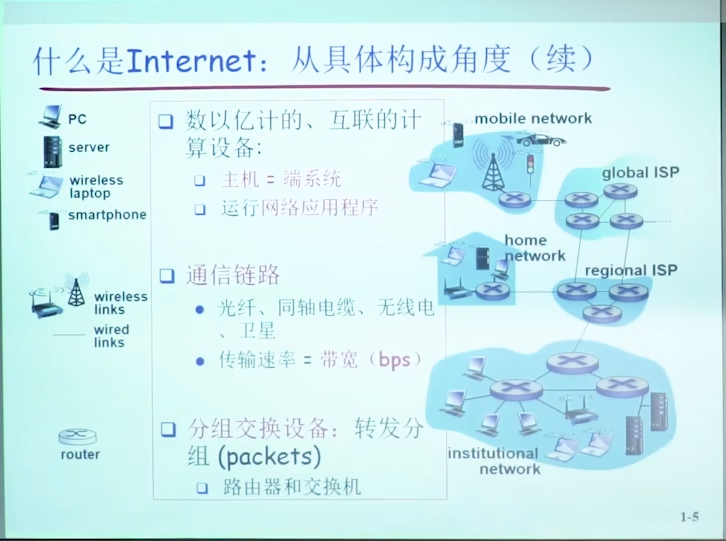 什么是Internet：从具体构成角度（续）
PC
server
wireless
laptop
smartphone
wireless
links
wired
links
router
数以亿计的、互联的计
算设备：
主机 = 端系统
运行网络应用程序
通信链路
光纤、同轴电缆、无线电
、卫星
传输速率 = 带宽（bps）
分组交换设备：转发分
组 (packets)
路由器和交换机
mobile network
global ISP
home
network
regional ISP
institutional
network
1-5